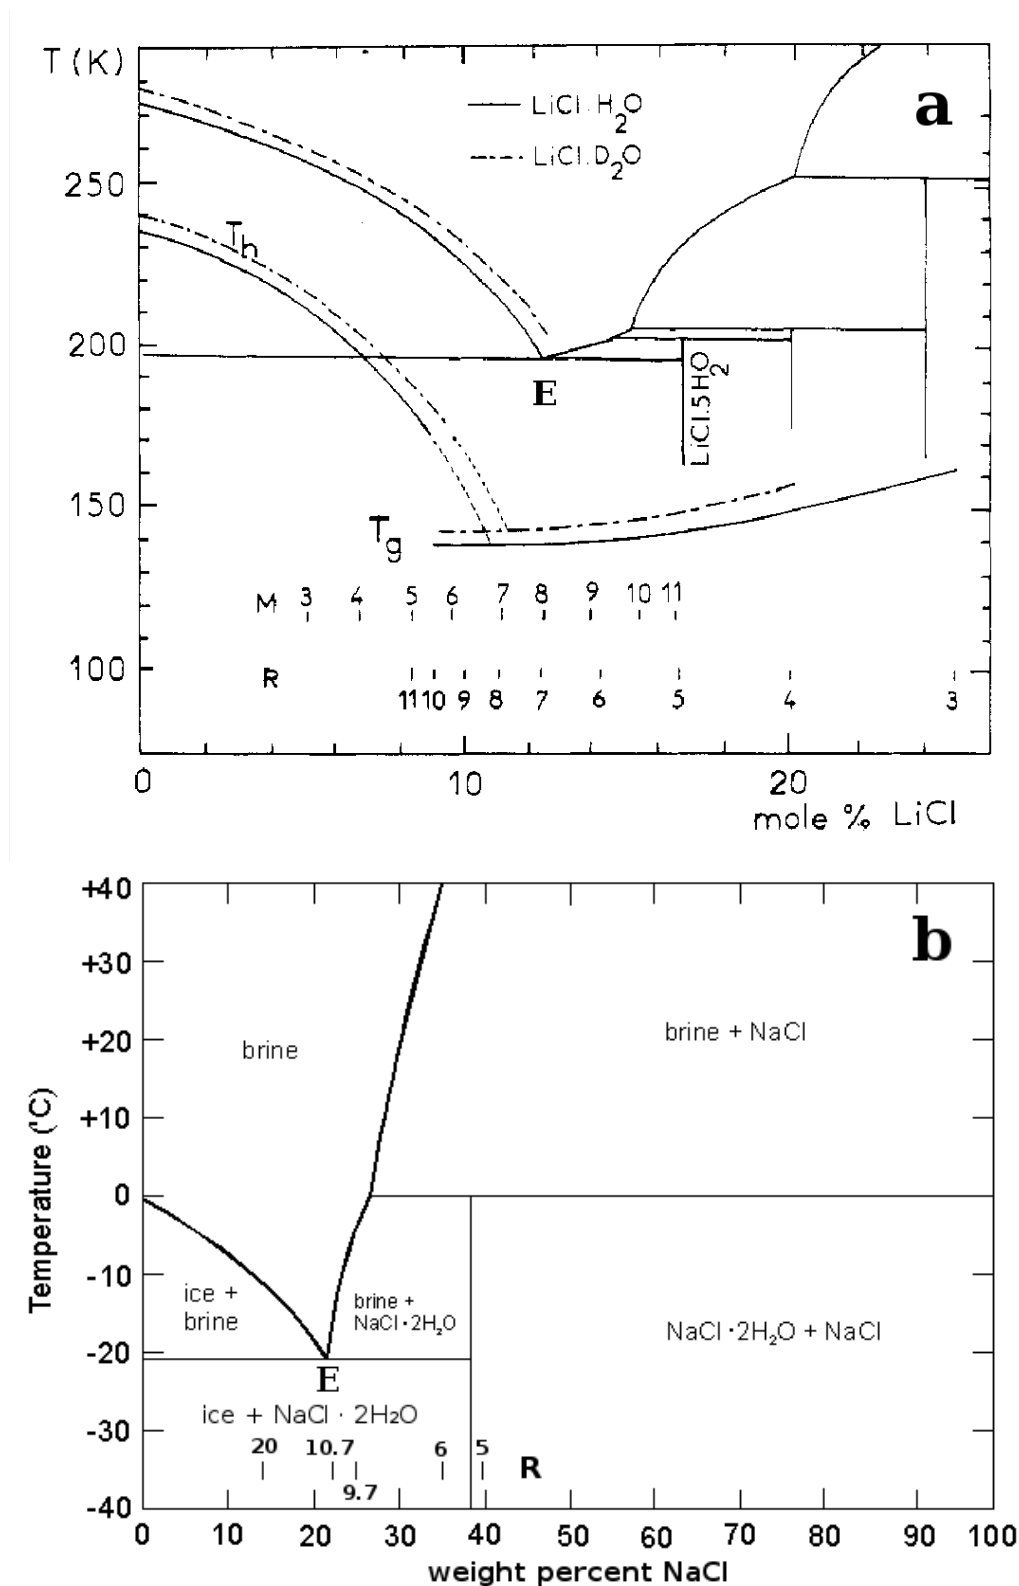 T (K)
a
LiCl.H₂O
LiCl.D₂O
250
Th
200
E
LiCl.5HO₂
150
Tg
M 3 4 5 6 7 8 9 10 11
100
R
11 10 9 8 7 6 5 4 3
0 10 20
mole % LiCl
+40
b
+30
+20
brine
brine + NaCl
+10
Temperature (°C)
0
-10
ice +
brine
brine +
NaCl·2H₂O
NaCl·2H₂O + NaCl
-20
E
ice + NaCl · 2H₂O
-30
20 10.7 6 5 R
9.7
-40
0 10 20 30 40 50 60 70 80 90 100
weight percent NaCl